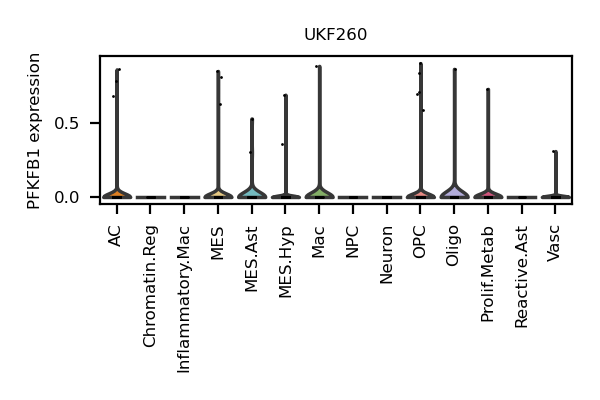 UKF260
PFKFB1 expression
0.5
0.0
AC
Chromatin.Reg
Inflammatory.Mac
MES
MES.Ast
MES.Hyp
Mac
NPC
Neuron
OPC
Oligo
Prolif.Metab
Reactive.Ast
Vasc